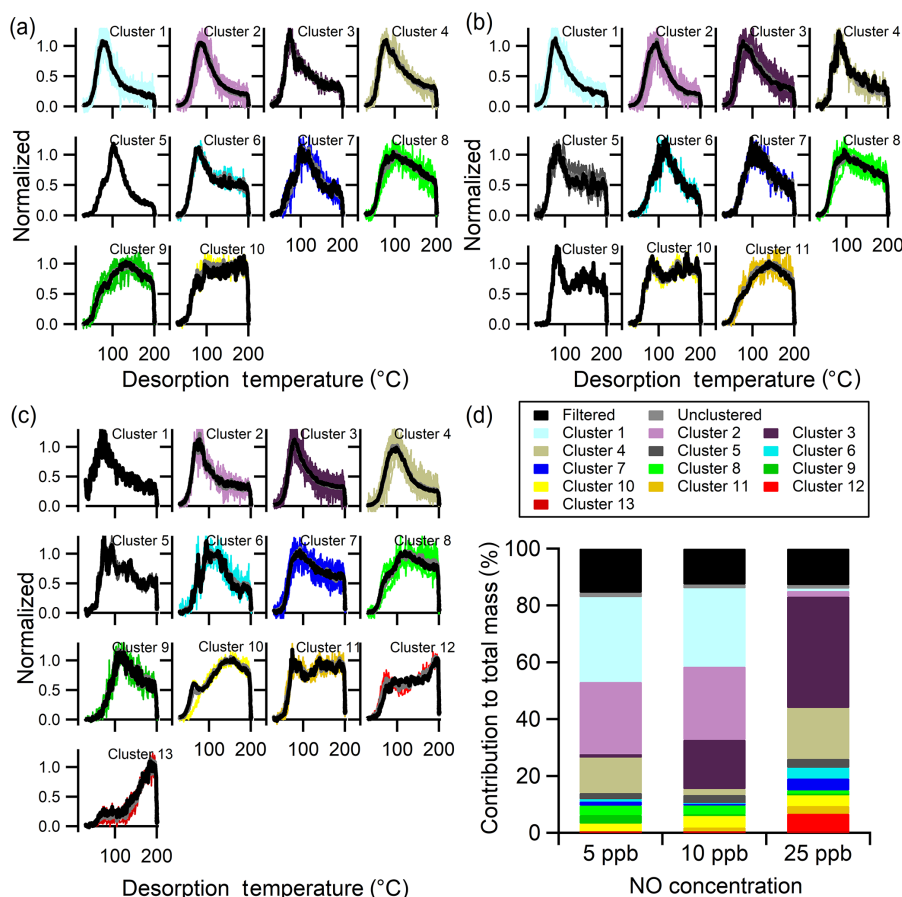 (a)
Cluster 1 Cluster 2 Cluster 3 Cluster 4
1.0
0.5
0.0
Cluster 5 Cluster 6 Cluster 7 Cluster 8
1.0
0.5
0.0
100 200 100 200
Cluster 9 Cluster 10
1.0
0.5
0.0
100 200 100 200
Normalized
Desorption temperature (°C)
(b)
Cluster 1 Cluster 2 Cluster 3 Cluster 4
1.0
0.5
0.0
Cluster 5 Cluster 6 Cluster 7 Cluster 8
1.0
0.5
0.0
100 200
Cluster 9 Cluster 10 Cluster 11
1.0
0.5
0.0
100 200 100 200 100 200
Normalized
Desorption temperature (°C)
(c)
Cluster 1 Cluster 2 Cluster 3 Cluster 4
1.0
0.5
0.0
Cluster 5 Cluster 6 Cluster 7 Cluster 8
1.0
0.5
0.0
Cluster 9 Cluster 10 Cluster 11 Cluster 12
1.0
0.5
0.0
100 200 100 200 100 200
Cluster 13
1.0
0.5
0.0
100 200
Normalized
Desorption temperature (°C)
(d)
Filtered Unclustered
Cluster 1 Cluster 2 Cluster 3
Cluster 4 Cluster 5 Cluster 6
Cluster 7 Cluster 8 Cluster 9
Cluster 10 Cluster 11 Cluster 12
Cluster 13
100
80
60
40
20
0
Contribution to total mass (%)
5 ppb 10 ppb 25 ppb
NO concentration